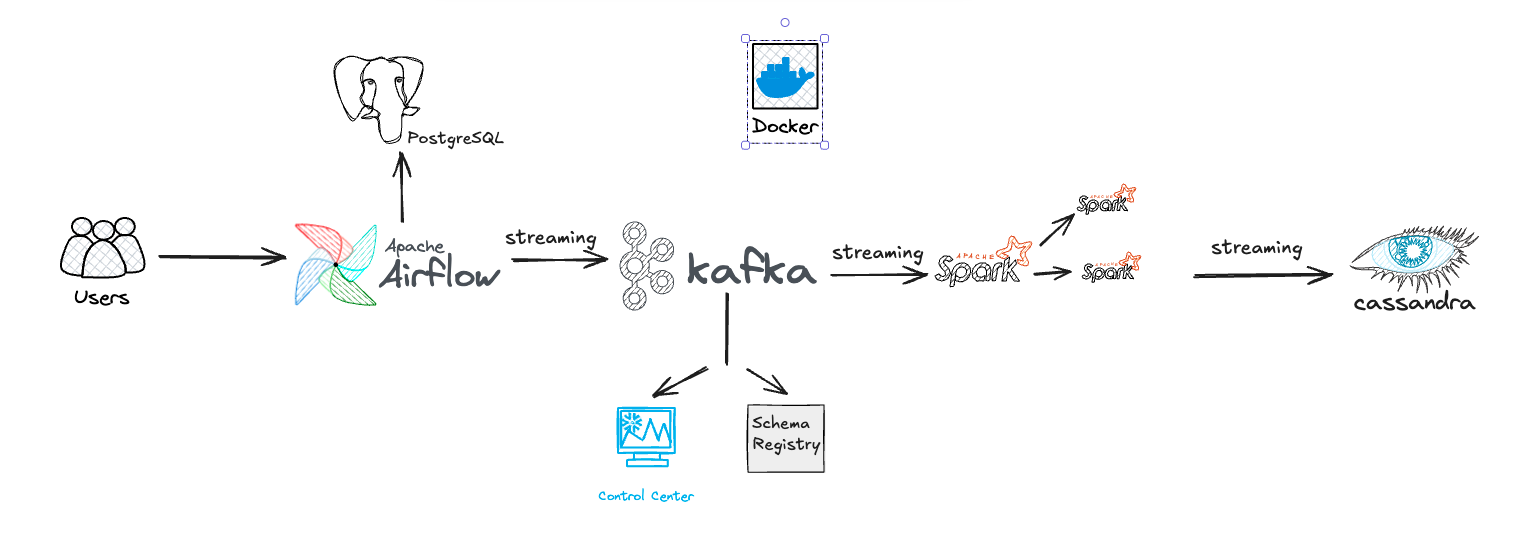 Docker
PostgreSQL
Users
Apache
Airflow
streaming
kafka
streaming
APACHE
Spark
APACHE
Spark
APACHE
Spark
streaming
cassandra
Schema
Registry
Control Center